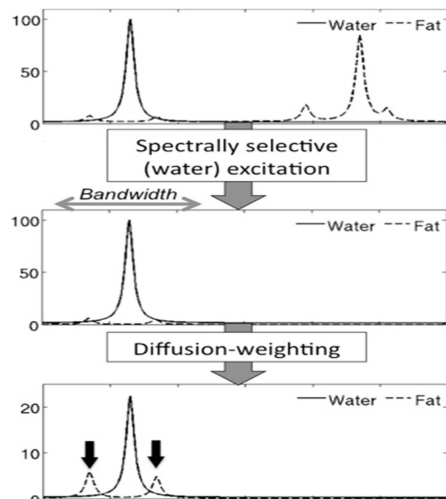 Water Fat
100
50
0
Spectrally selective
(water) excitation
Bandwidth
Water Fat
100
50
0
Diffusion-weighting
Water Fat
20
10
0